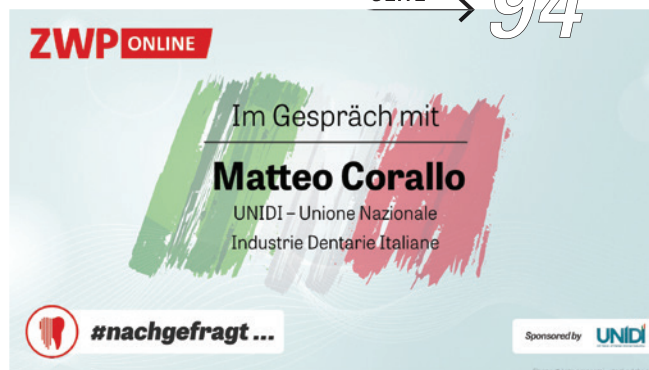 94
ZWP ONLINE
Im Gespräch mit
Matteo Corallo
UNIDI – Unione Nazionale
Industrie Dentarie Italiane
#nachgefragt ...
Sponsored by UNIDI